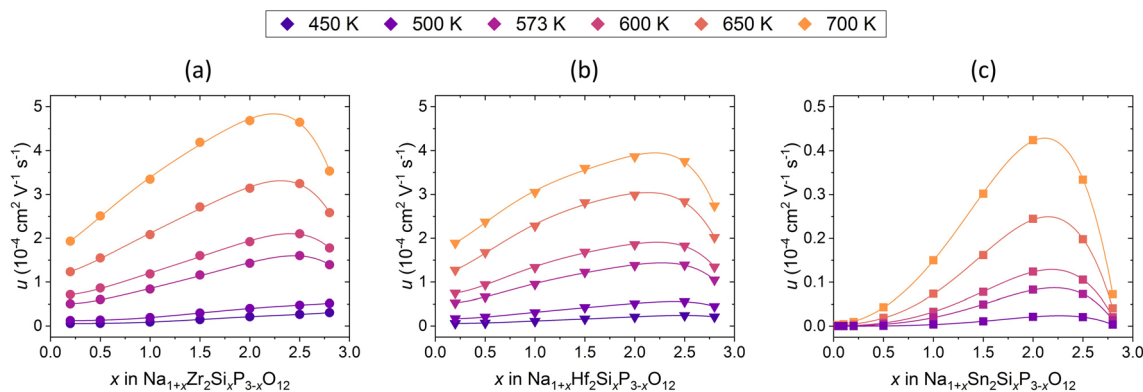 450 K 500 K 573 K 600 K 650 K 700 K
(a)
(b)
(c)
u (10⁻⁴ cm² V⁻¹ s⁻¹)
5
4
3
2
1
0
0.0 0.5 1.0 1.5 2.0 2.5 3.0
x in Na₁₊ₓZr₂SiₓP₃₋ₓO₁₂
u (10⁻⁴ cm² V⁻¹ s⁻¹)
5
4
3
2
1
0
0.0 0.5 1.0 1.5 2.0 2.5 3.0
x in Na₁₊ₓHf₂SiₓP₃₋ₓO₁₂
u (10⁻⁴ cm² V⁻¹ s⁻¹)
0.5
0.4
0.3
0.2
0.1
0.0
0.0 0.5 1.0 1.5 2.0 2.5 3.0
x in Na₁₊ₓSn₂SiₓP₃₋ₓO₁₂